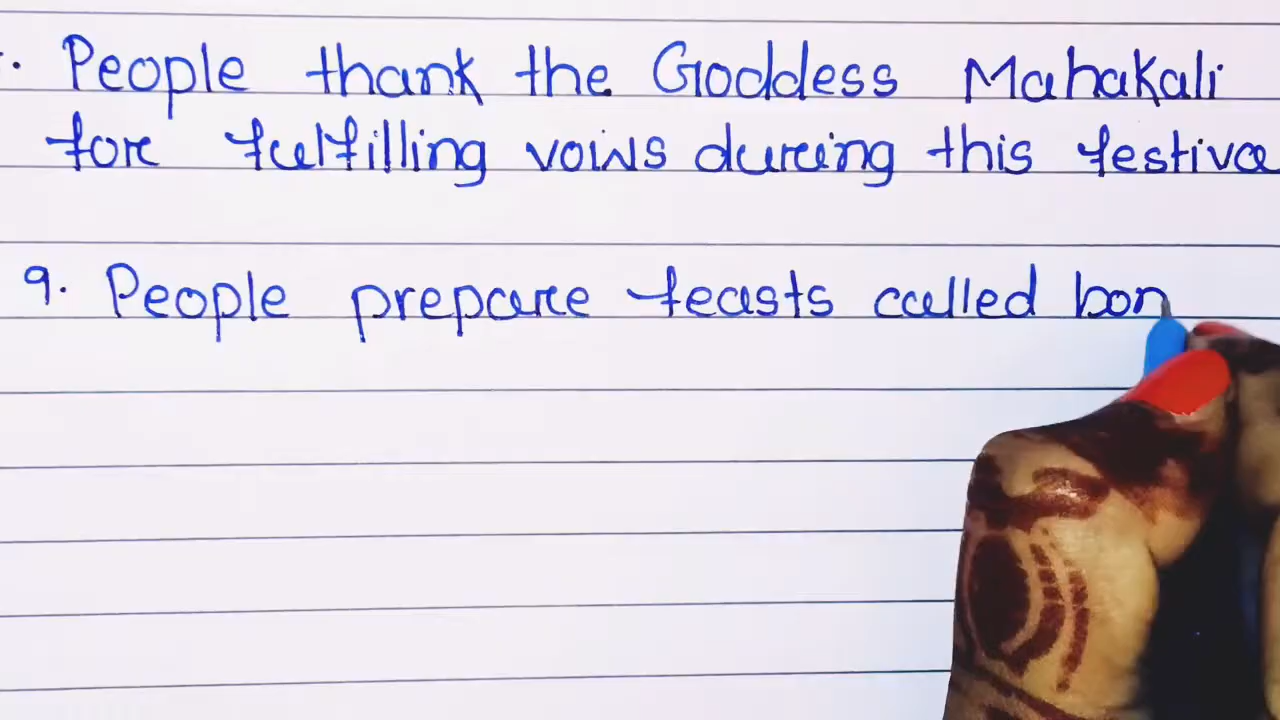 . People thank the Goddess Mahakali
for fulfilling vows during this festiva
9. People prepare feasts called bon